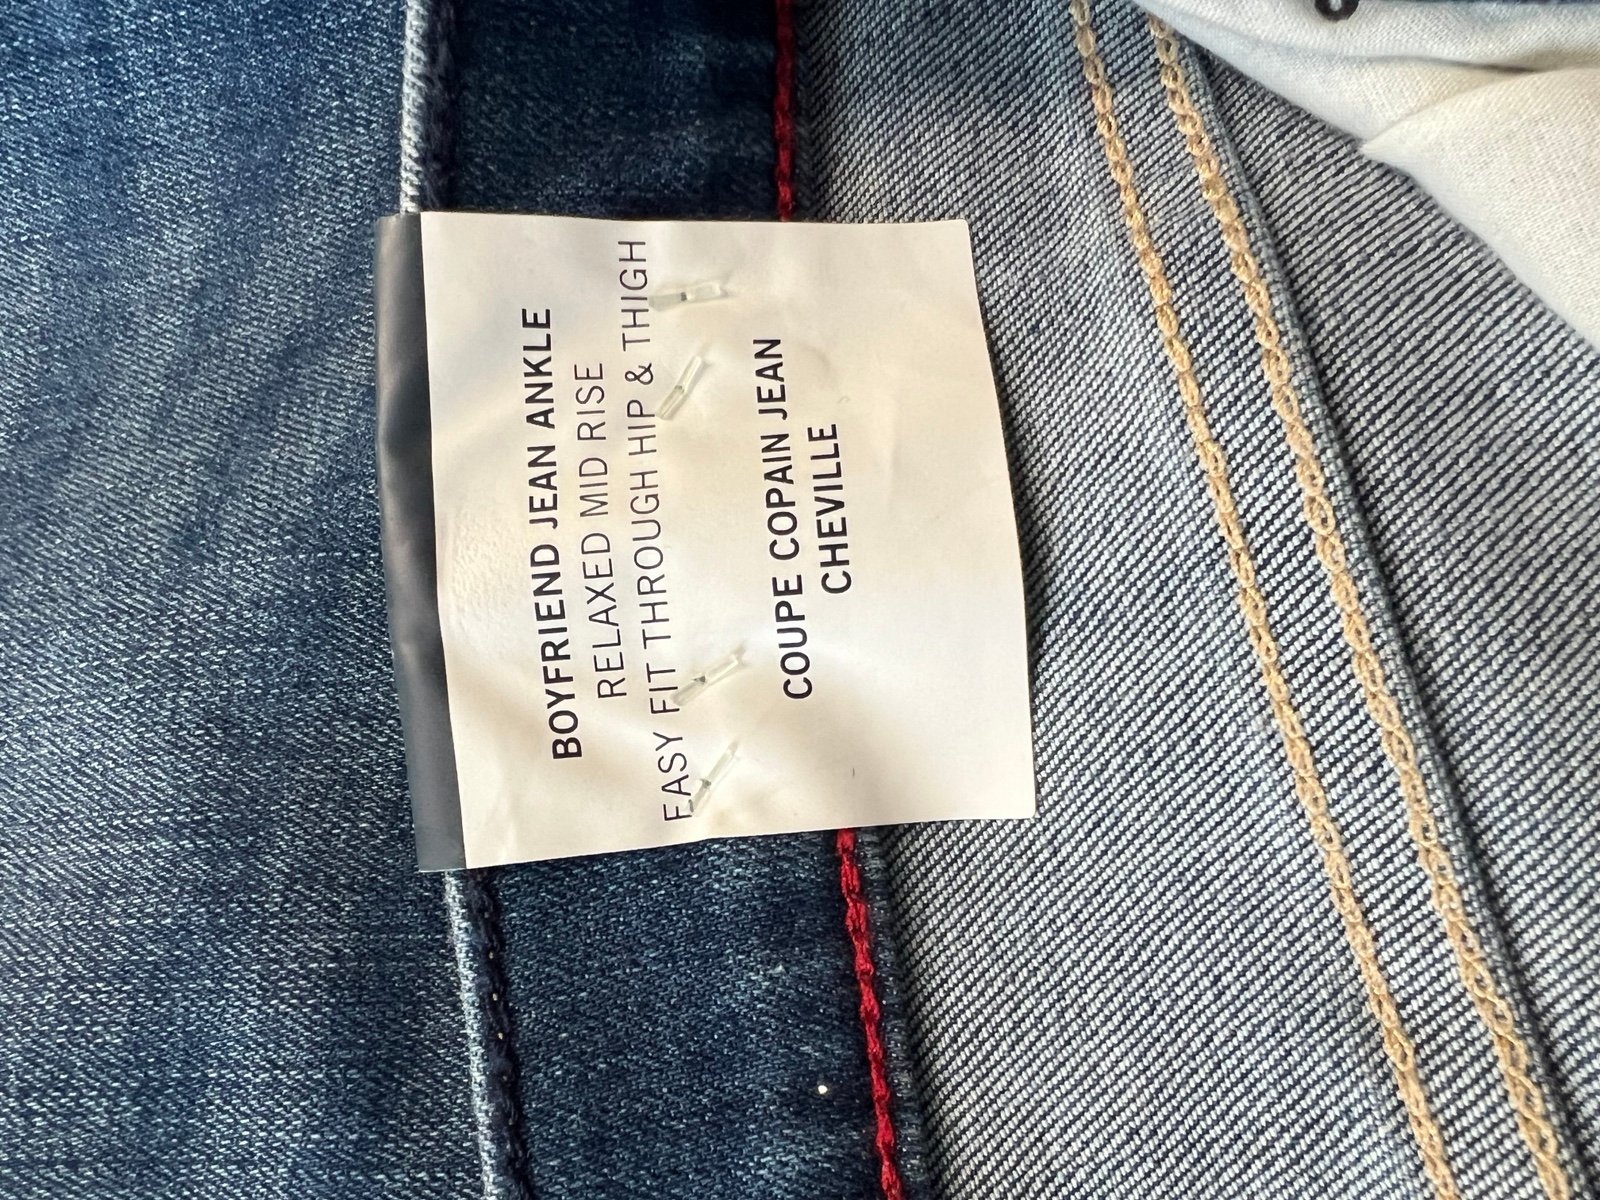 BOYFRIEND JEAN ANKLE
RELAXED MID RISE
EASY FIT THROUGH HIP & THIGH
COUPE COPAIN JEAN
CHEVILLE